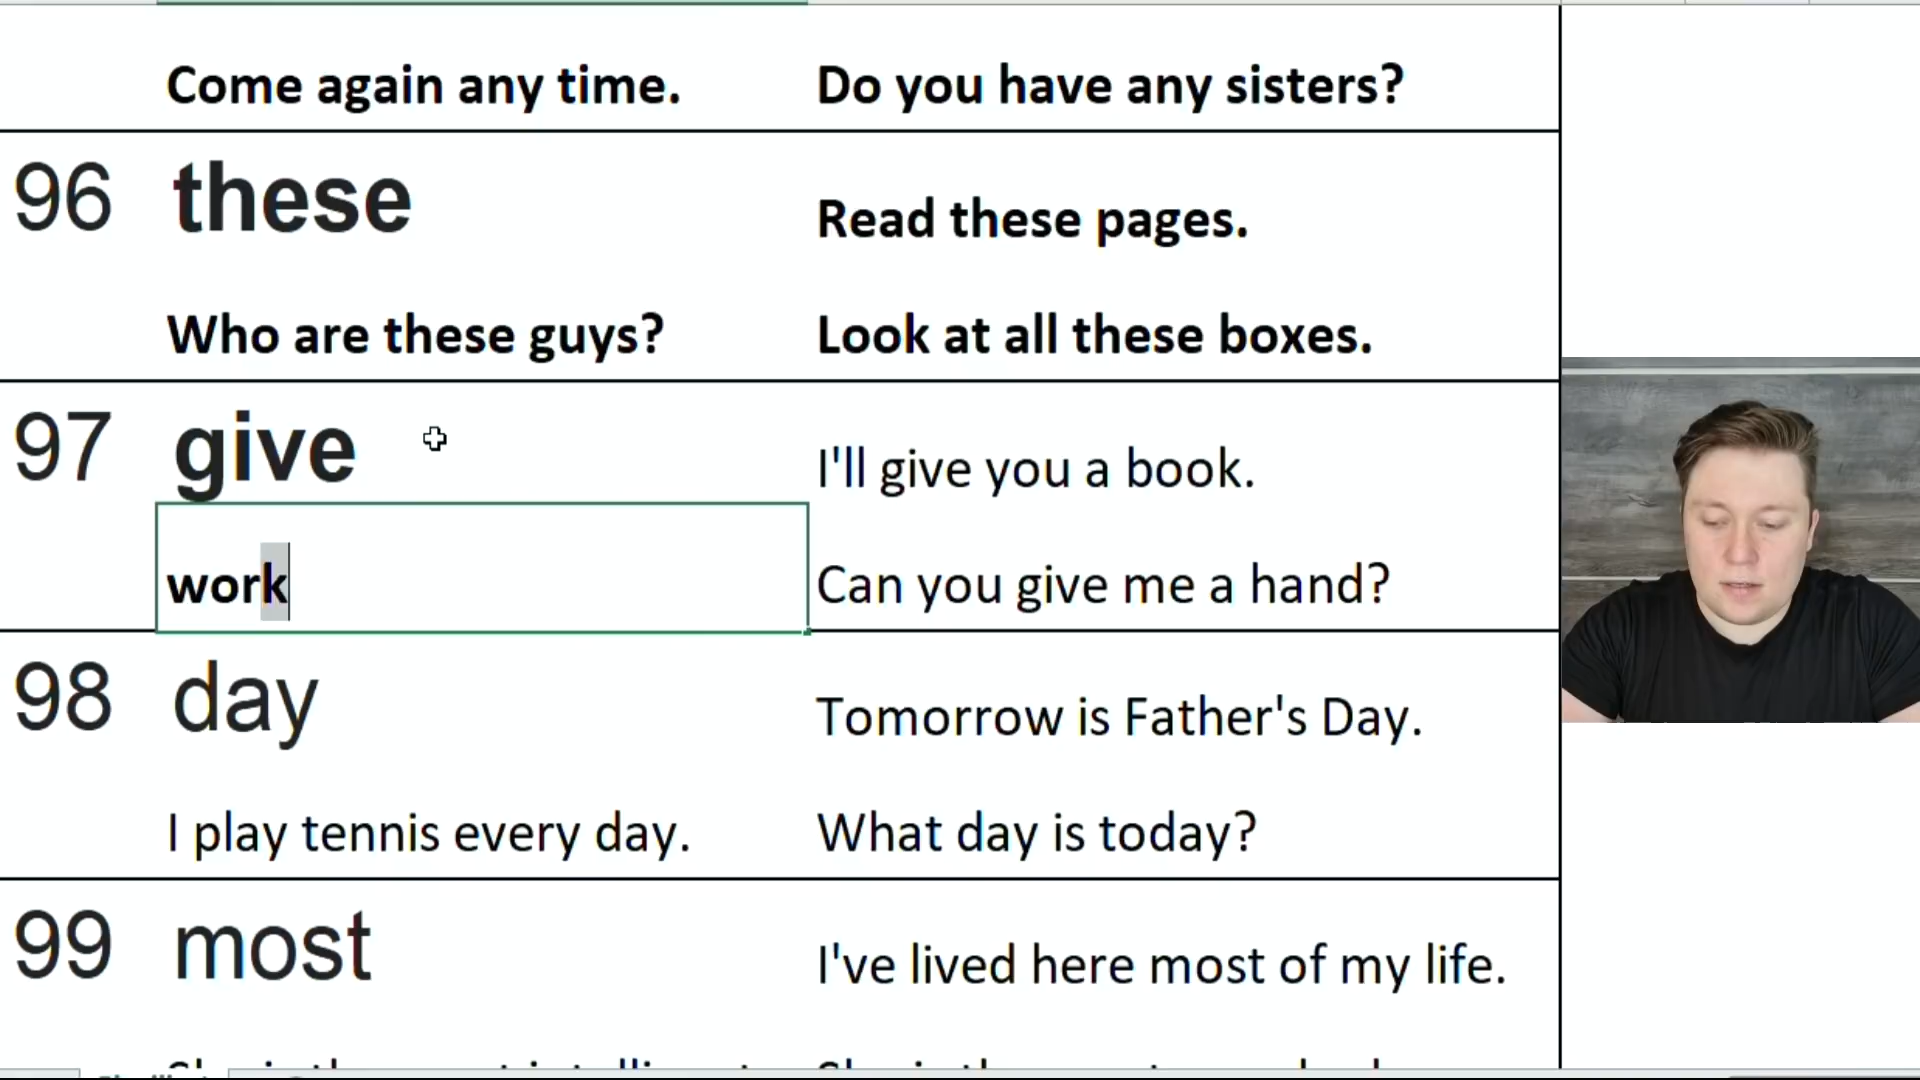 Come again any time. Do you have any sisters?
96 these Read these pages.
Who are these guys? Look at all these boxes.
97 give I'll give you a book.
work Can you give me a hand?
98 day Tomorrow is Father's Day.
I play tennis every day. What day is today?
99 most I've lived here most of my life.